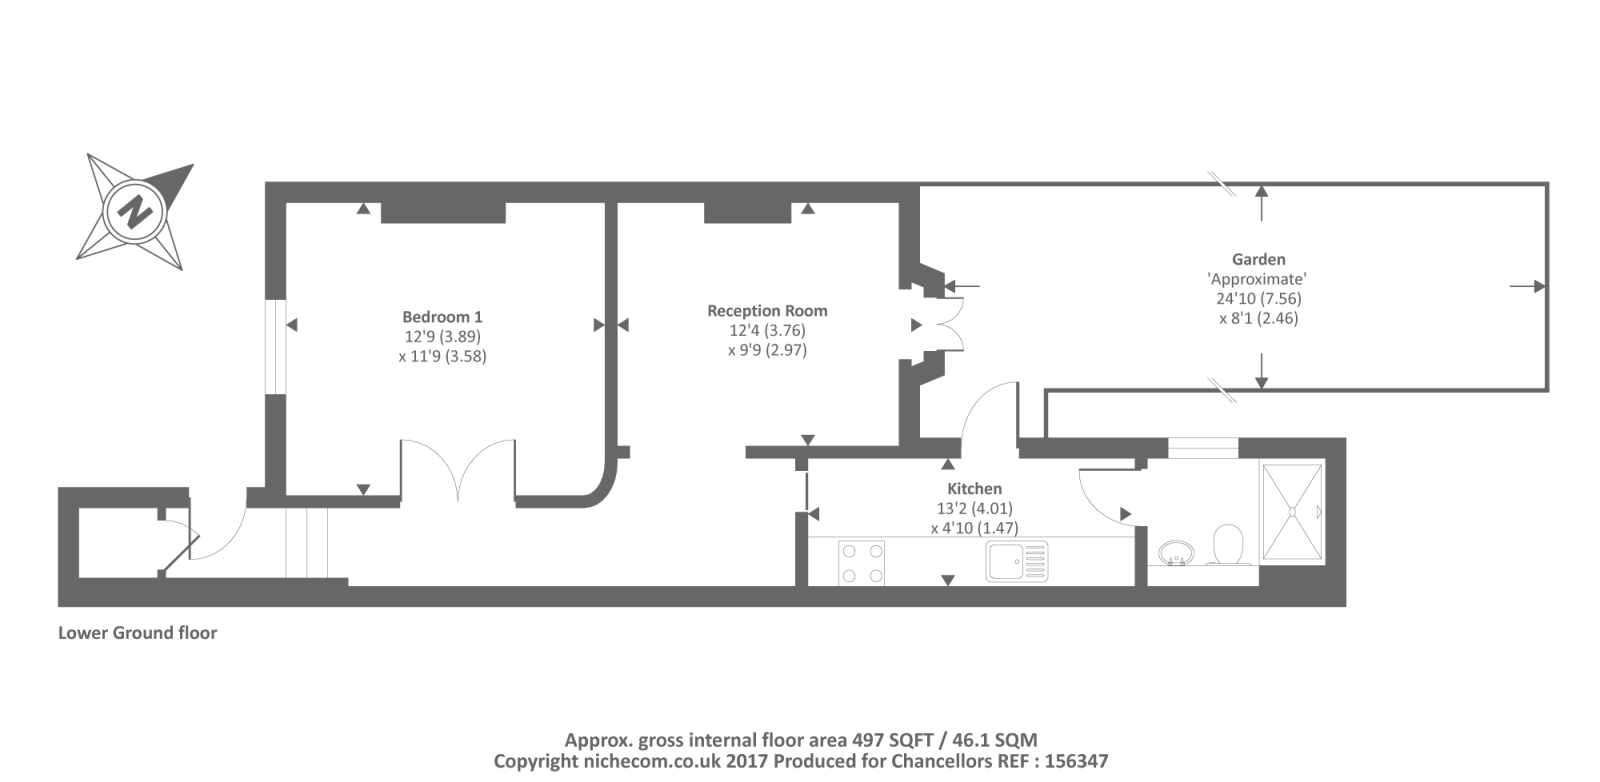 N
Bedroom 1
12'9 (3.89)
x 11'9 (3.58)
Reception Room
12'4 (3.76)
x 9'9 (2.97)
Garden
'Approximate'
24'10 (7.56)
x 8'1 (2.46)
Kitchen
13'2 (4.01)
x 4'10 (1.47)
Lower Ground floor
Approx. gross internal floor area 497 SQFT / 46.1 SQM
Copyright nichecom.co.uk 2017 Produced for Chancellors REF : 156347